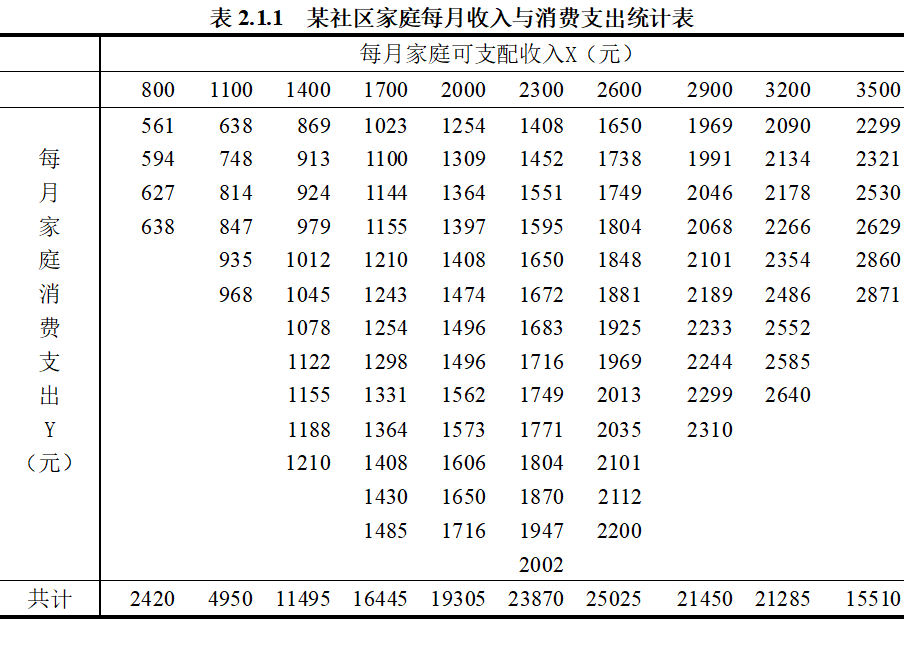 表 2.1.1 某社区家庭每月收入与消费支出统计表
每月家庭可支配收入X（元）
800 1100 1400 1700 2000 2300 2600 2900 3200 3500
561 638 869 1023 1254 1408 1650 1969 2090 2299
每 594 748 913 1100 1309 1452 1738 1991 2134 2321
月 627 814 924 1144 1364 1551 1749 2046 2178 2530
家 638 847 979 1155 1397 1595 1804 2068 2266 2629
庭 935 1012 1210 1408 1650 1848 2101 2354 2860
消 968 1045 1243 1474 1672 1881 2189 2486 2871
费 1078 1254 1496 1683 1925 2233 2552
支 1122 1298 1496 1716 1969 2244 2585
出 1155 1331 1562 1749 2013 2299 2640
Y 1188 1364 1573 1771 2035 2310
（元） 1210 1408 1606 1804 2101
1430 1650 1870 2112
1485 1716 1947 2200
2002
共计 2420 4950 11495 16445 19305 23870 25025 21450 21285 15510